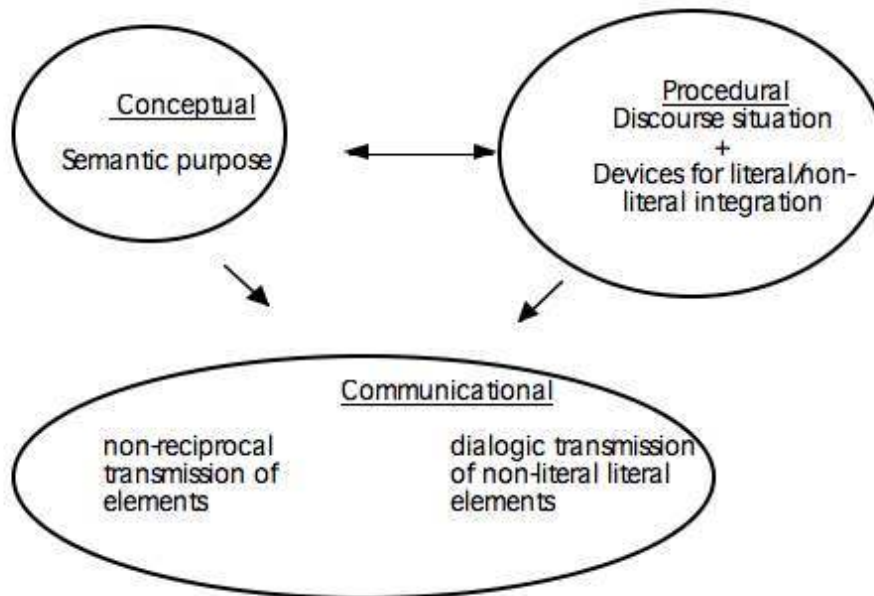 Conceptual
Semantic purpose
Procedural
Discourse situation
+
Devices for literal/non-
literal integration
Communicational
non-reciprocal
transmission of
elements
dialogic transmission
of non-literal literal
elements